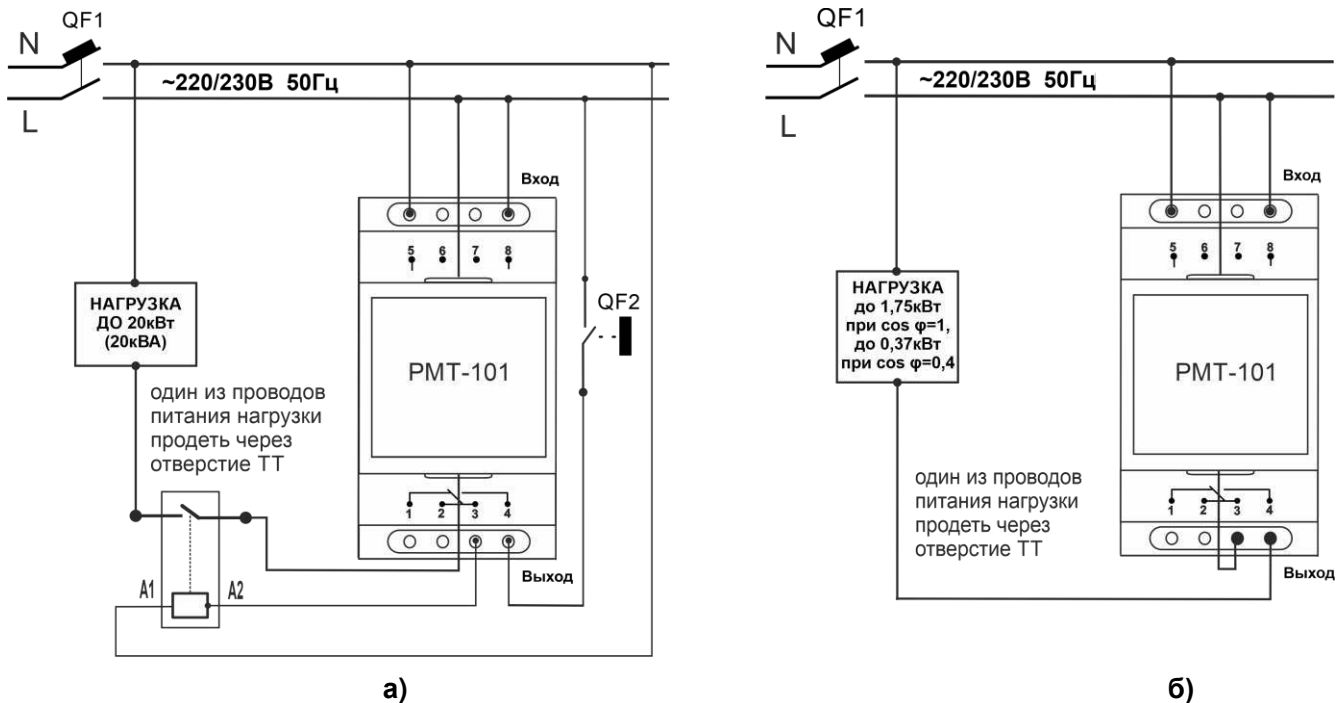 QF1
N
~220/230В 50Гц
L
Вход
5 6 7 8
НАГРУЗКА
ДО 20кВт
(20кВА)
QF2
РМТ-101
один из проводов
питания нагрузки
продеть через
отверстие ТТ
1 2 3 4
Выход
A1 A2
а)
QF1
N
~220/230В 50Гц
L
Вход
5 6 7 8
НАГРУЗКА
до 1,75кВт
при cos φ=1,
до 0,37кВт
при cos φ=0,4
РМТ-101
один из проводов
питания нагрузки
продеть через
отверстие ТТ
1 2 3 4
Выход
б)